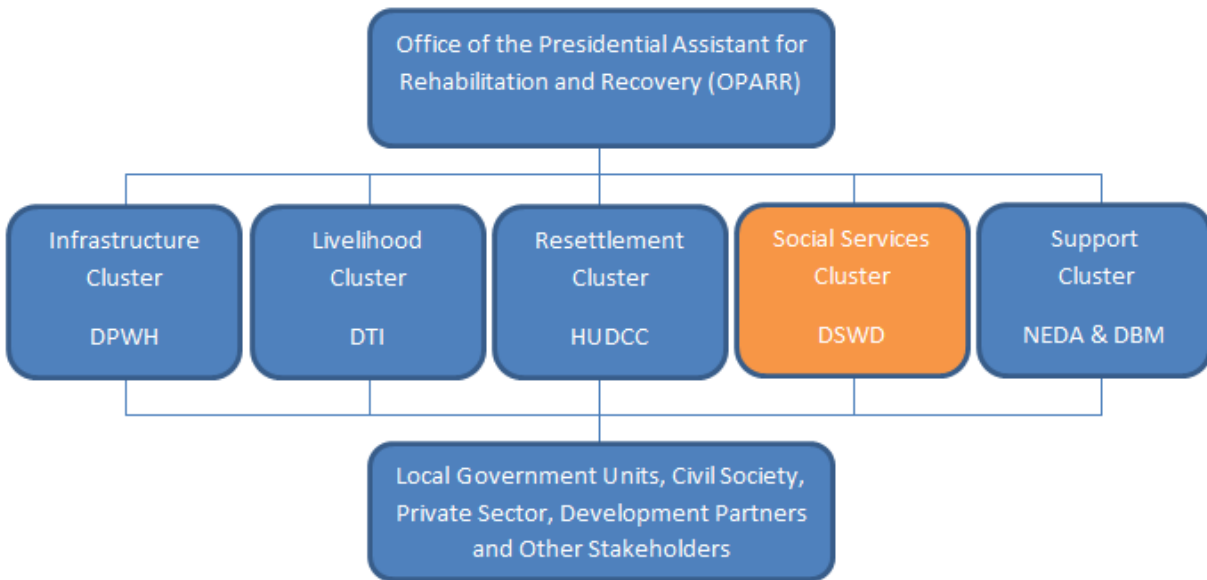 Office of the Presidential Assistant for
Rehabilitation and Recovery (OPARR)
Infrastructure
Cluster
DPWH
Livelihood
Cluster
DTI
Resettlement
Cluster
HUDCC
Social Services
Cluster
DSWD
Support
Cluster
NEDA & DBM
Local Government Units, Civil Society,
Private Sector, Development Partners
and Other Stakeholders